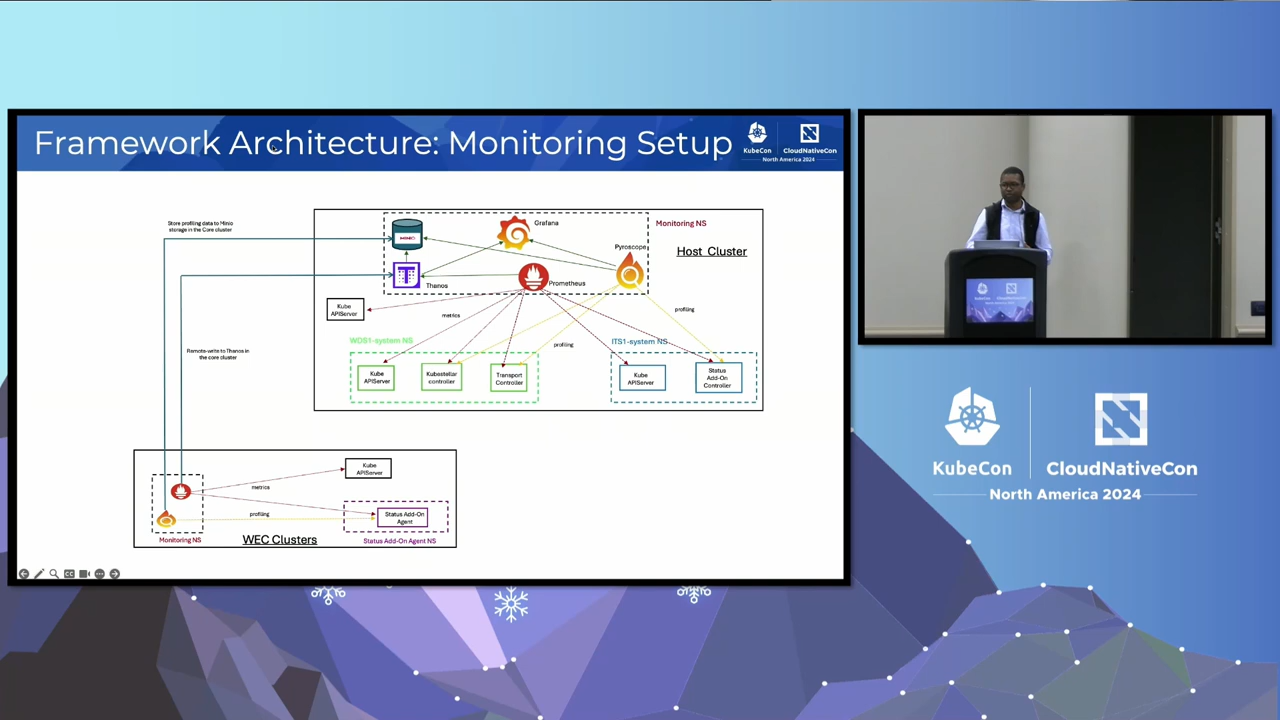 Framework Architecture: Monitoring Setup
KubeCon
CloudNativeCon
North America 2024
Store profiling data to Minio
storage in the Core cluster
MINIO
Grafana
Monitoring NS
Pyroscope
Host Cluster
Thanos
Prometheus
Kube
APIServer
metrics
profiling
Remote-write to Thanos in
the core cluster
WDS1-system NS
profiling
ITS1-system NS
Kube
APIServer
Kubestellar
controller
Transport
Controller
Kube
APIServer
Status
Add-On
Controller
Kube
APIServer
metrics
profiling
Status Add-On
Agent
Monitoring NS
WEC Clusters
Status Add-On Agent NS
KubeCon
CloudNativeCon
North America 2024